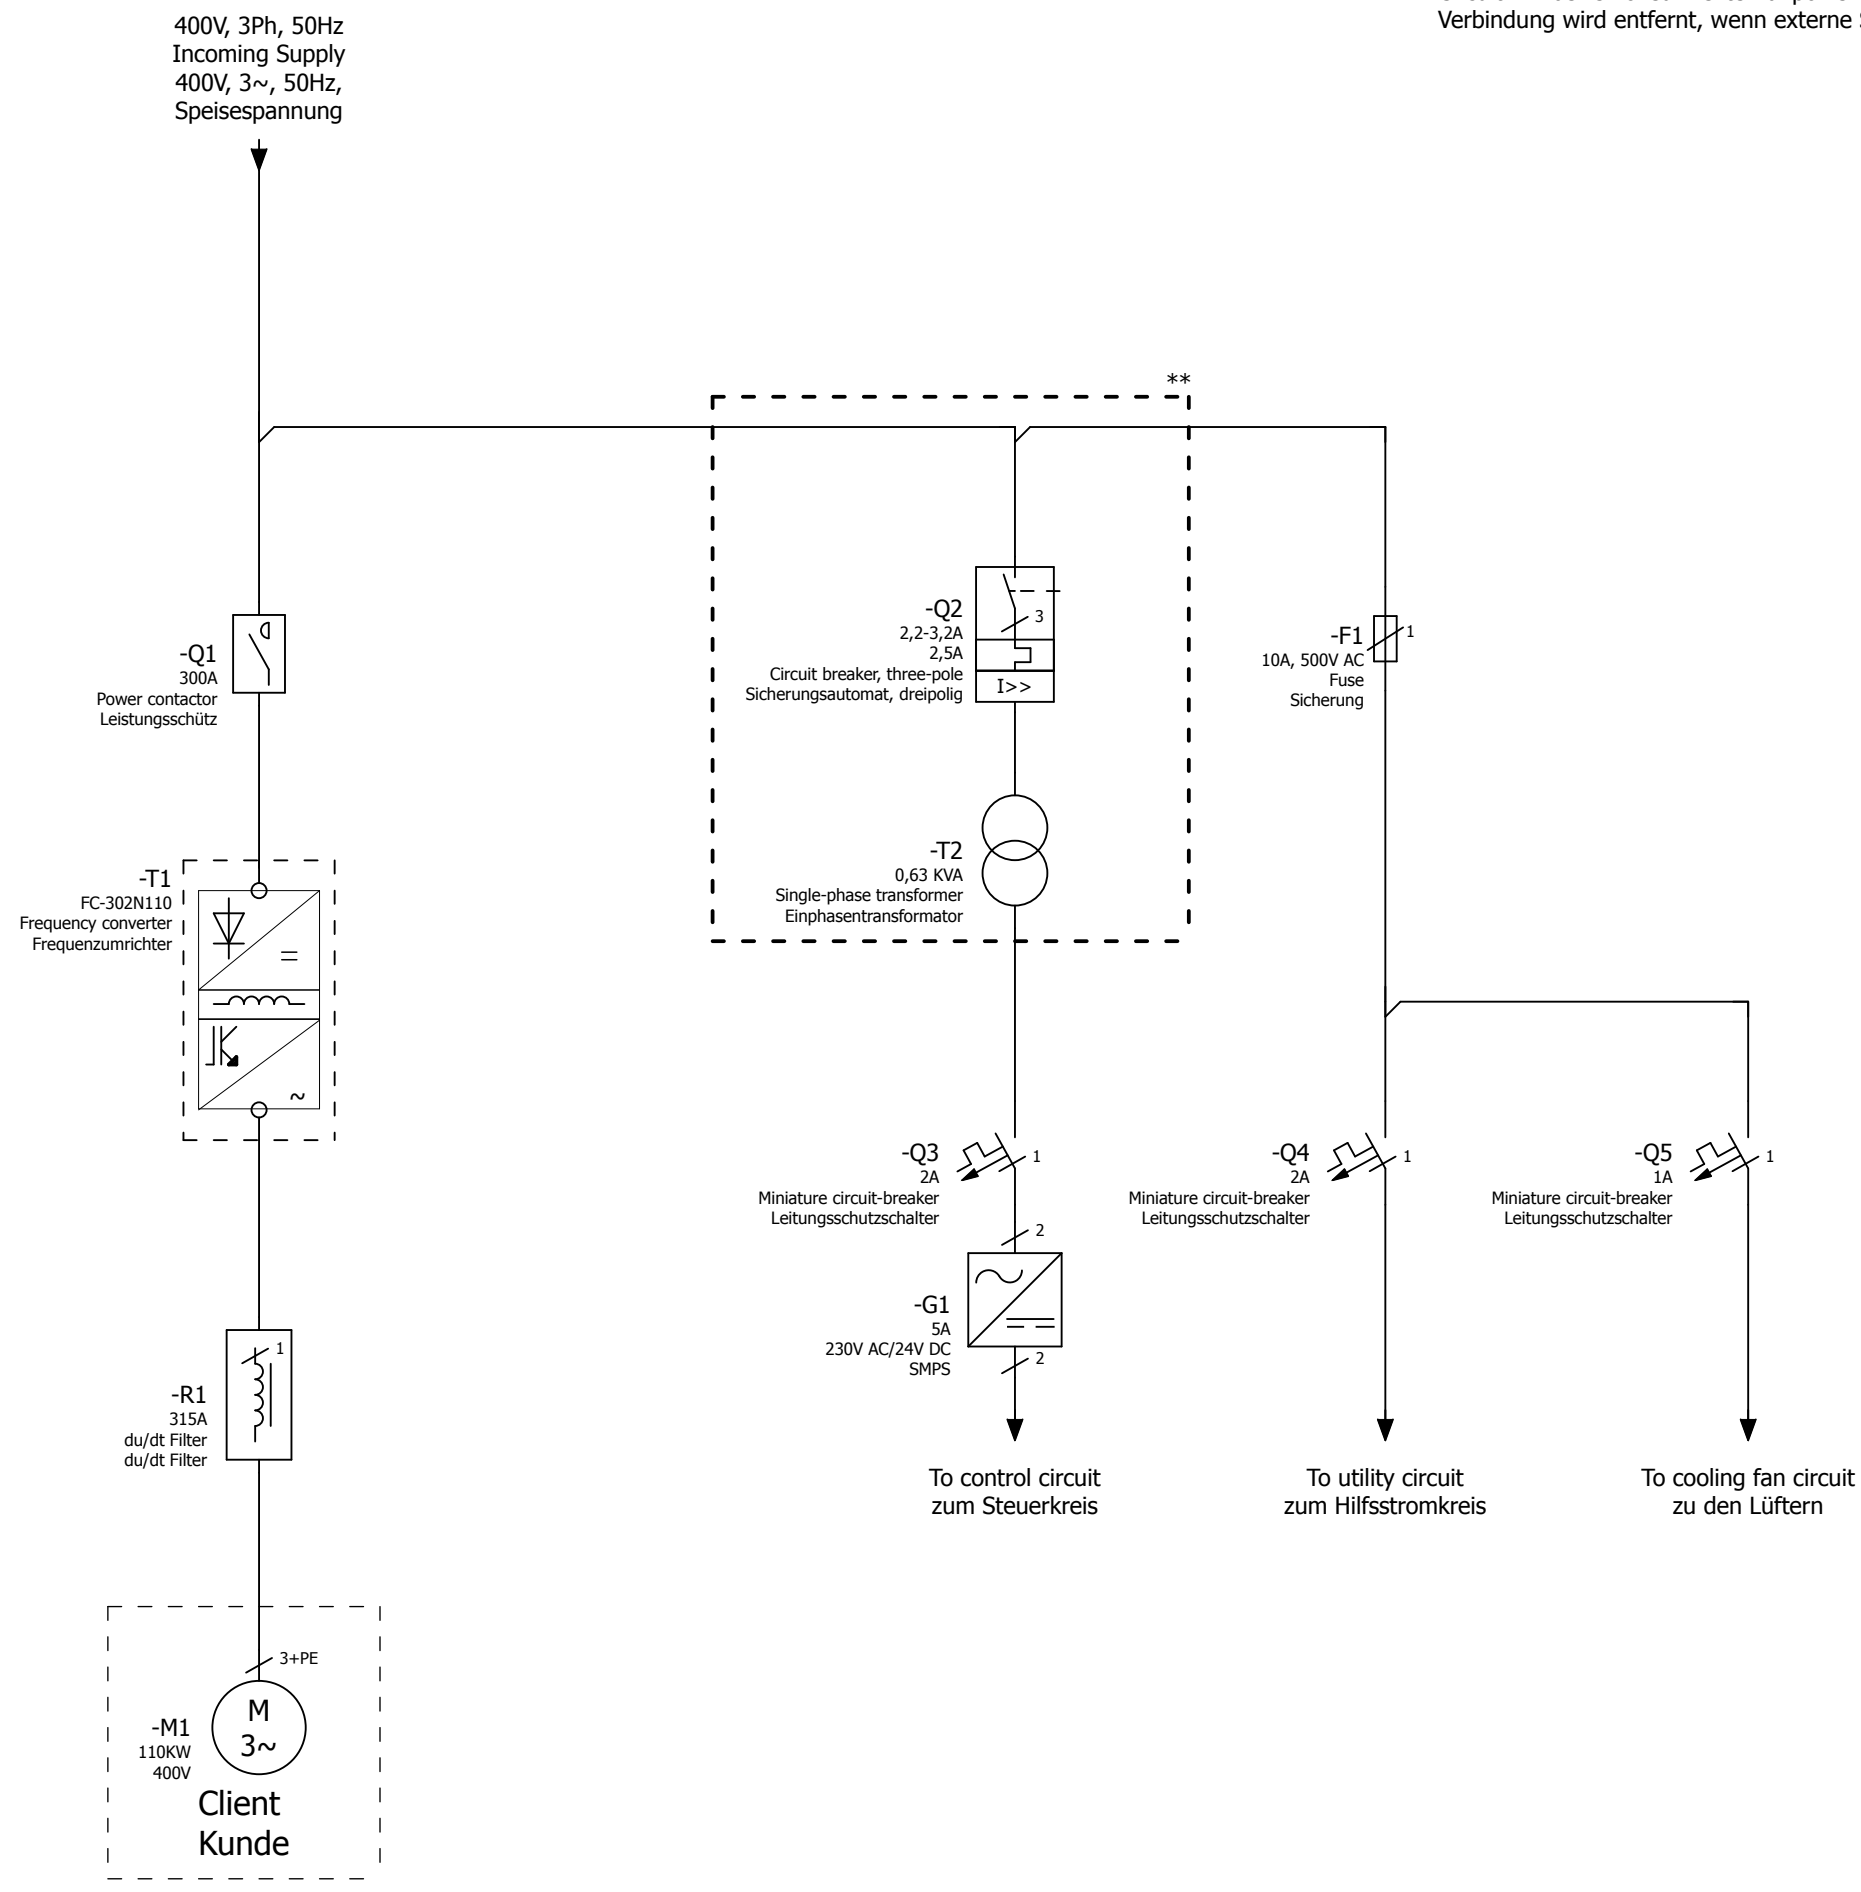 Verbindung wird entfernt, wenn externe
400V, 3Ph, 50Hz
Incoming Supply
400V, 3~, 50Hz,
Speisespannung
**
-Q1
300A
Power contactor
Leistungsschütz
-Q2
2,2-3,2A
2,5A
Circuit breaker, three-pole
Sicherungsautomat, dreipolig
3
I>>
-F1
10A, 500V AC
Fuse
Sicherung
1
-T1
FC-302N110
Frequency converter
Frequenzumrichter
=
~
-T2
0,63 KVA
Single-phase transformer
Einphasentransformator
-Q3
2A
Miniature circuit-breaker
Leitungsschutzschalter
1
-Q4
2A
Miniature circuit-breaker
Leitungsschutzschalter
1
-Q5
1A
Miniature circuit-breaker
Leitungsschutzschalter
1
2
-G1
5A
230V AC/24V DC
SMPS
2
-R1
315A
du/dt Filter
du/dt Filter
1
To control circuit
zum Steuerkreis
To utility circuit
zum Hilfsstromkreis
To cooling fan circuit
zu den Lüftern
3+PE
M
3~
-M1
110KW
400V
Client
Kunde